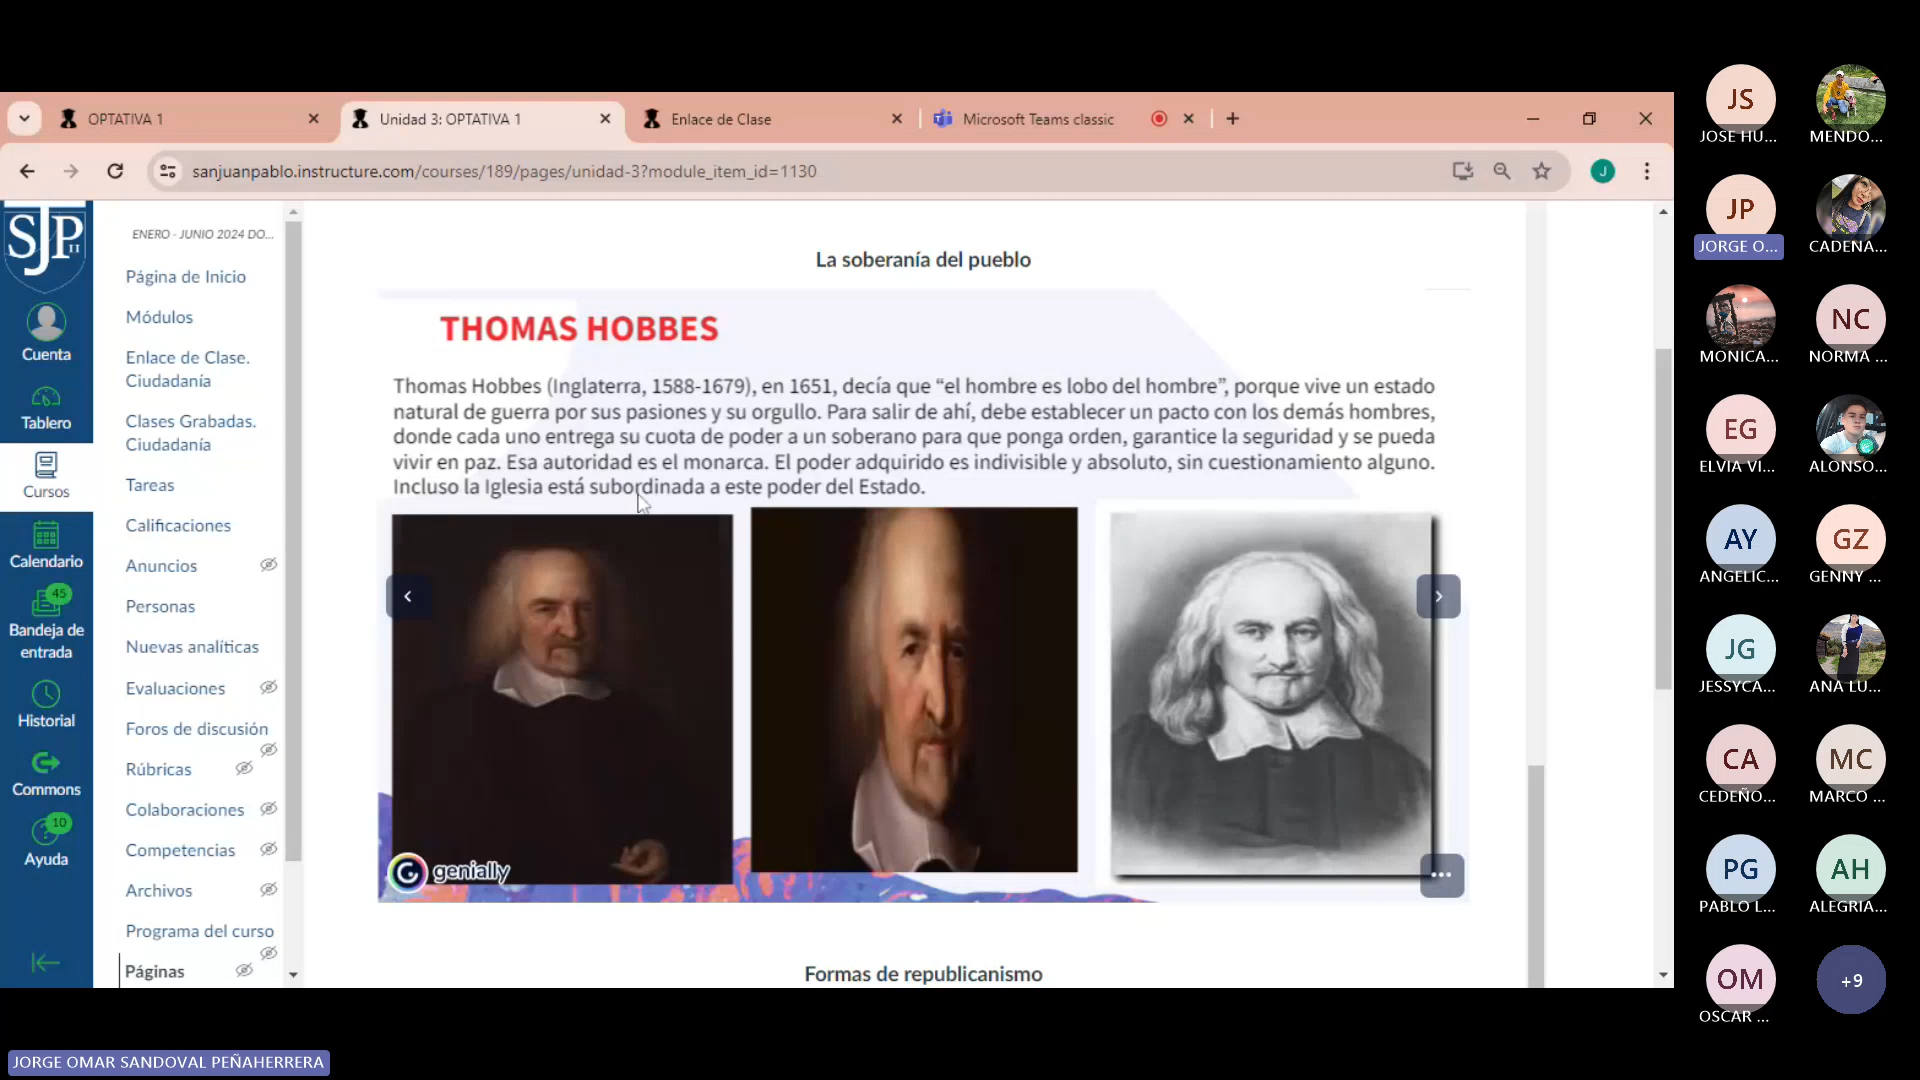 OPTATIVA 1
Unidad 3: OPTATIVA 1
Enlace de Clase
Microsoft Teams classic
sanjuanpablo.instructure.com/courses/189/pages/unidad-3?module_item_id=1130
J
SJP II
Cuenta
Tablero
Cursos
Calendario
45
Bandeja de
entrada
Historial
Commons
10
Ayuda
ENERO - JUNIO 2024 DO...
Página de Inicio
Módulos
Enlace de Clase.
Ciudadanía
Clases Grabadas.
Ciudadanía
Tareas
Calificaciones
Anuncios
Personas
Nuevas analíticas
Evaluaciones
Foros de discusión
Rúbricas
Colaboraciones
Competencias
Archivos
Programa del curso
Páginas
La soberanía del pueblo
THOMAS HOBBES
Thomas Hobbes (Inglaterra, 1588-1679), en 1651, decía que “el hombre es lobo del hombre”, porque vive un estado
natural de guerra por sus pasiones y su orgullo. Para salir de ahí, debe establecer un pacto con los demás hombres,
donde cada uno entrega su cuota de poder a un soberano para que ponga orden, garantice la seguridad y se pueda
vivir en paz. Esa autoridad es el monarca. El poder adquirido es indivisible y absoluto, sin cuestionamiento alguno.
Incluso la Iglesia está subordinada a este poder del Estado.
genially
Formas de republicanismo
JS
JOSE HU...
MENDO...
JP
JORGE O...
CADENA...
MONICA...
NC
NORMA ...
EG
ELVIA VI...
ALONSO...
AY
ANGELIC...
GZ
GENNY ...
JG
JESSYCA...
ANA LU...
CA
CEDEÑO...
MC
MARCO ...
PG
PABLO L...
AH
ALEGRIA...
OM
OSCAR ...
+9
JORGE OMAR SANDOVAL PEÑAHERRERA